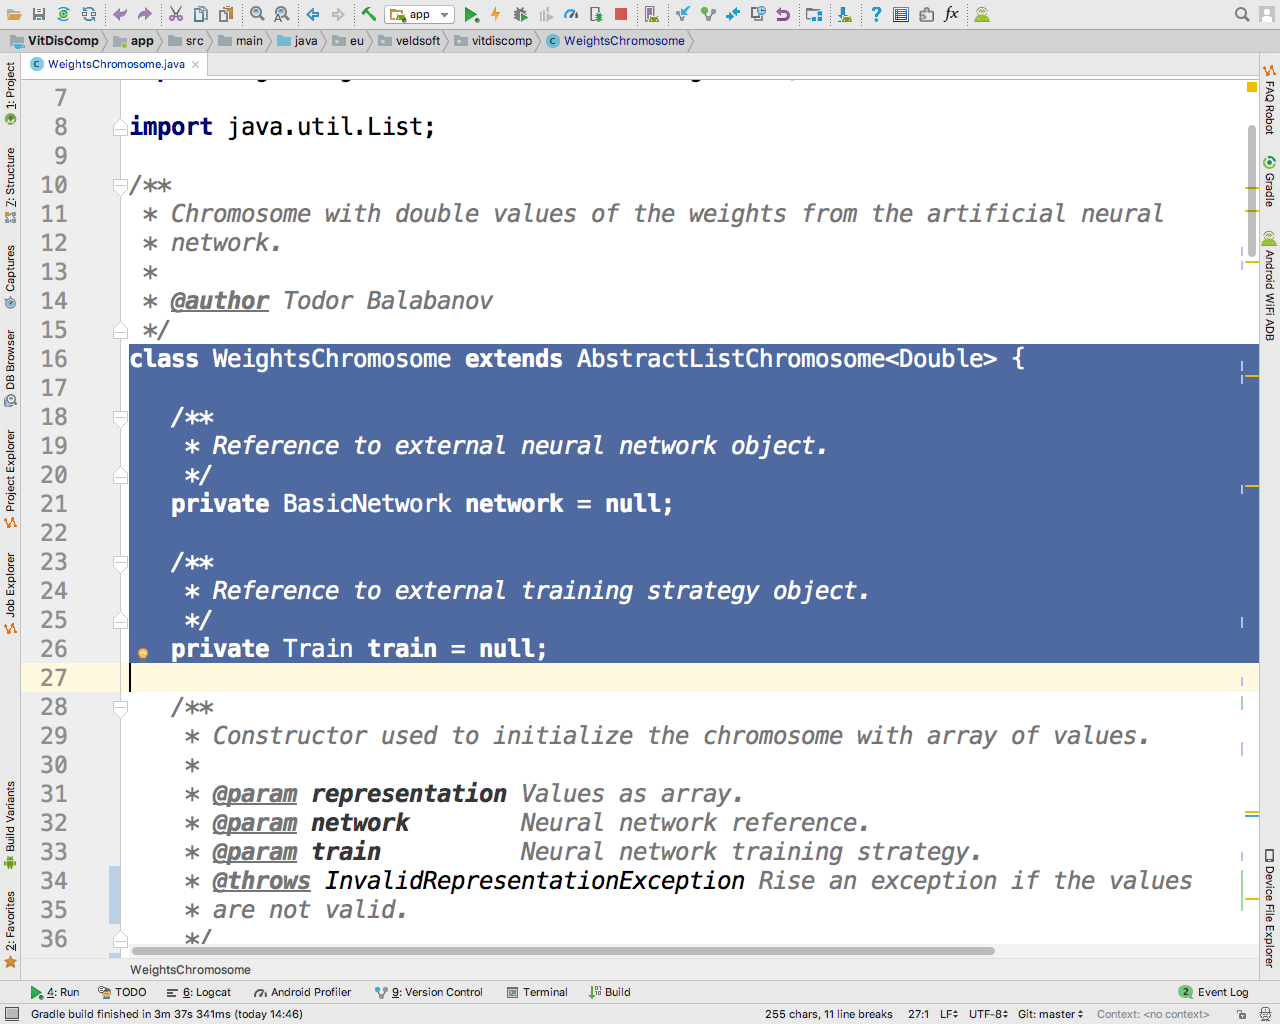 app
VitDisComp app src main java eu veldsoft vitdiscomp WeightsChromosome
WeightsChromosome.java
7
8 import java.util.List;
9
10 /**
11 * Chromosome with double values of the weights from the artificial neural
12 * network.
13 *
14 * @author Todor Balabanov
15 */
16 class WeightsChromosome extends AbstractListChromosome<Double> {
17
18 /**
19 * Reference to external neural network object.
20 */
21 private BasicNetwork network = null;
22
23 /**
24 * Reference to external training strategy object.
25 */
26 private Train train = null;
27
28 /**
29 * Constructor used to initialize the chromosome with array of values.
30 *
31 * @param representation Values as array.
32 * @param network Neural network reference.
33 * @param train Neural network training strategy.
34 * @throws InvalidRepresentationException Rise an exception if the values
35 * are not valid.
36 */
1: Project
Z: Structure
Captures
DB Browser
Project Explorer
Job Explorer
Build Variants
2: Favorites
FAQ Robot
Gradle
Android WiFi ADB
Device File Explorer
WeightsChromosome
4: Run TODO 6: Logcat Android Profiler 9: Version Control Terminal Build 2 Event Log
Gradle build finished in 3m 37s 341ms (today 14:46) 255 chars, 11 line breaks 27:1 LF UTF-8 Git: master Context: <no context>